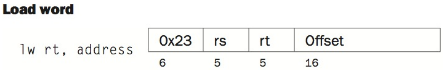 Load word
lw rt, address 0x23 rs rt Offset
6 5 5 16